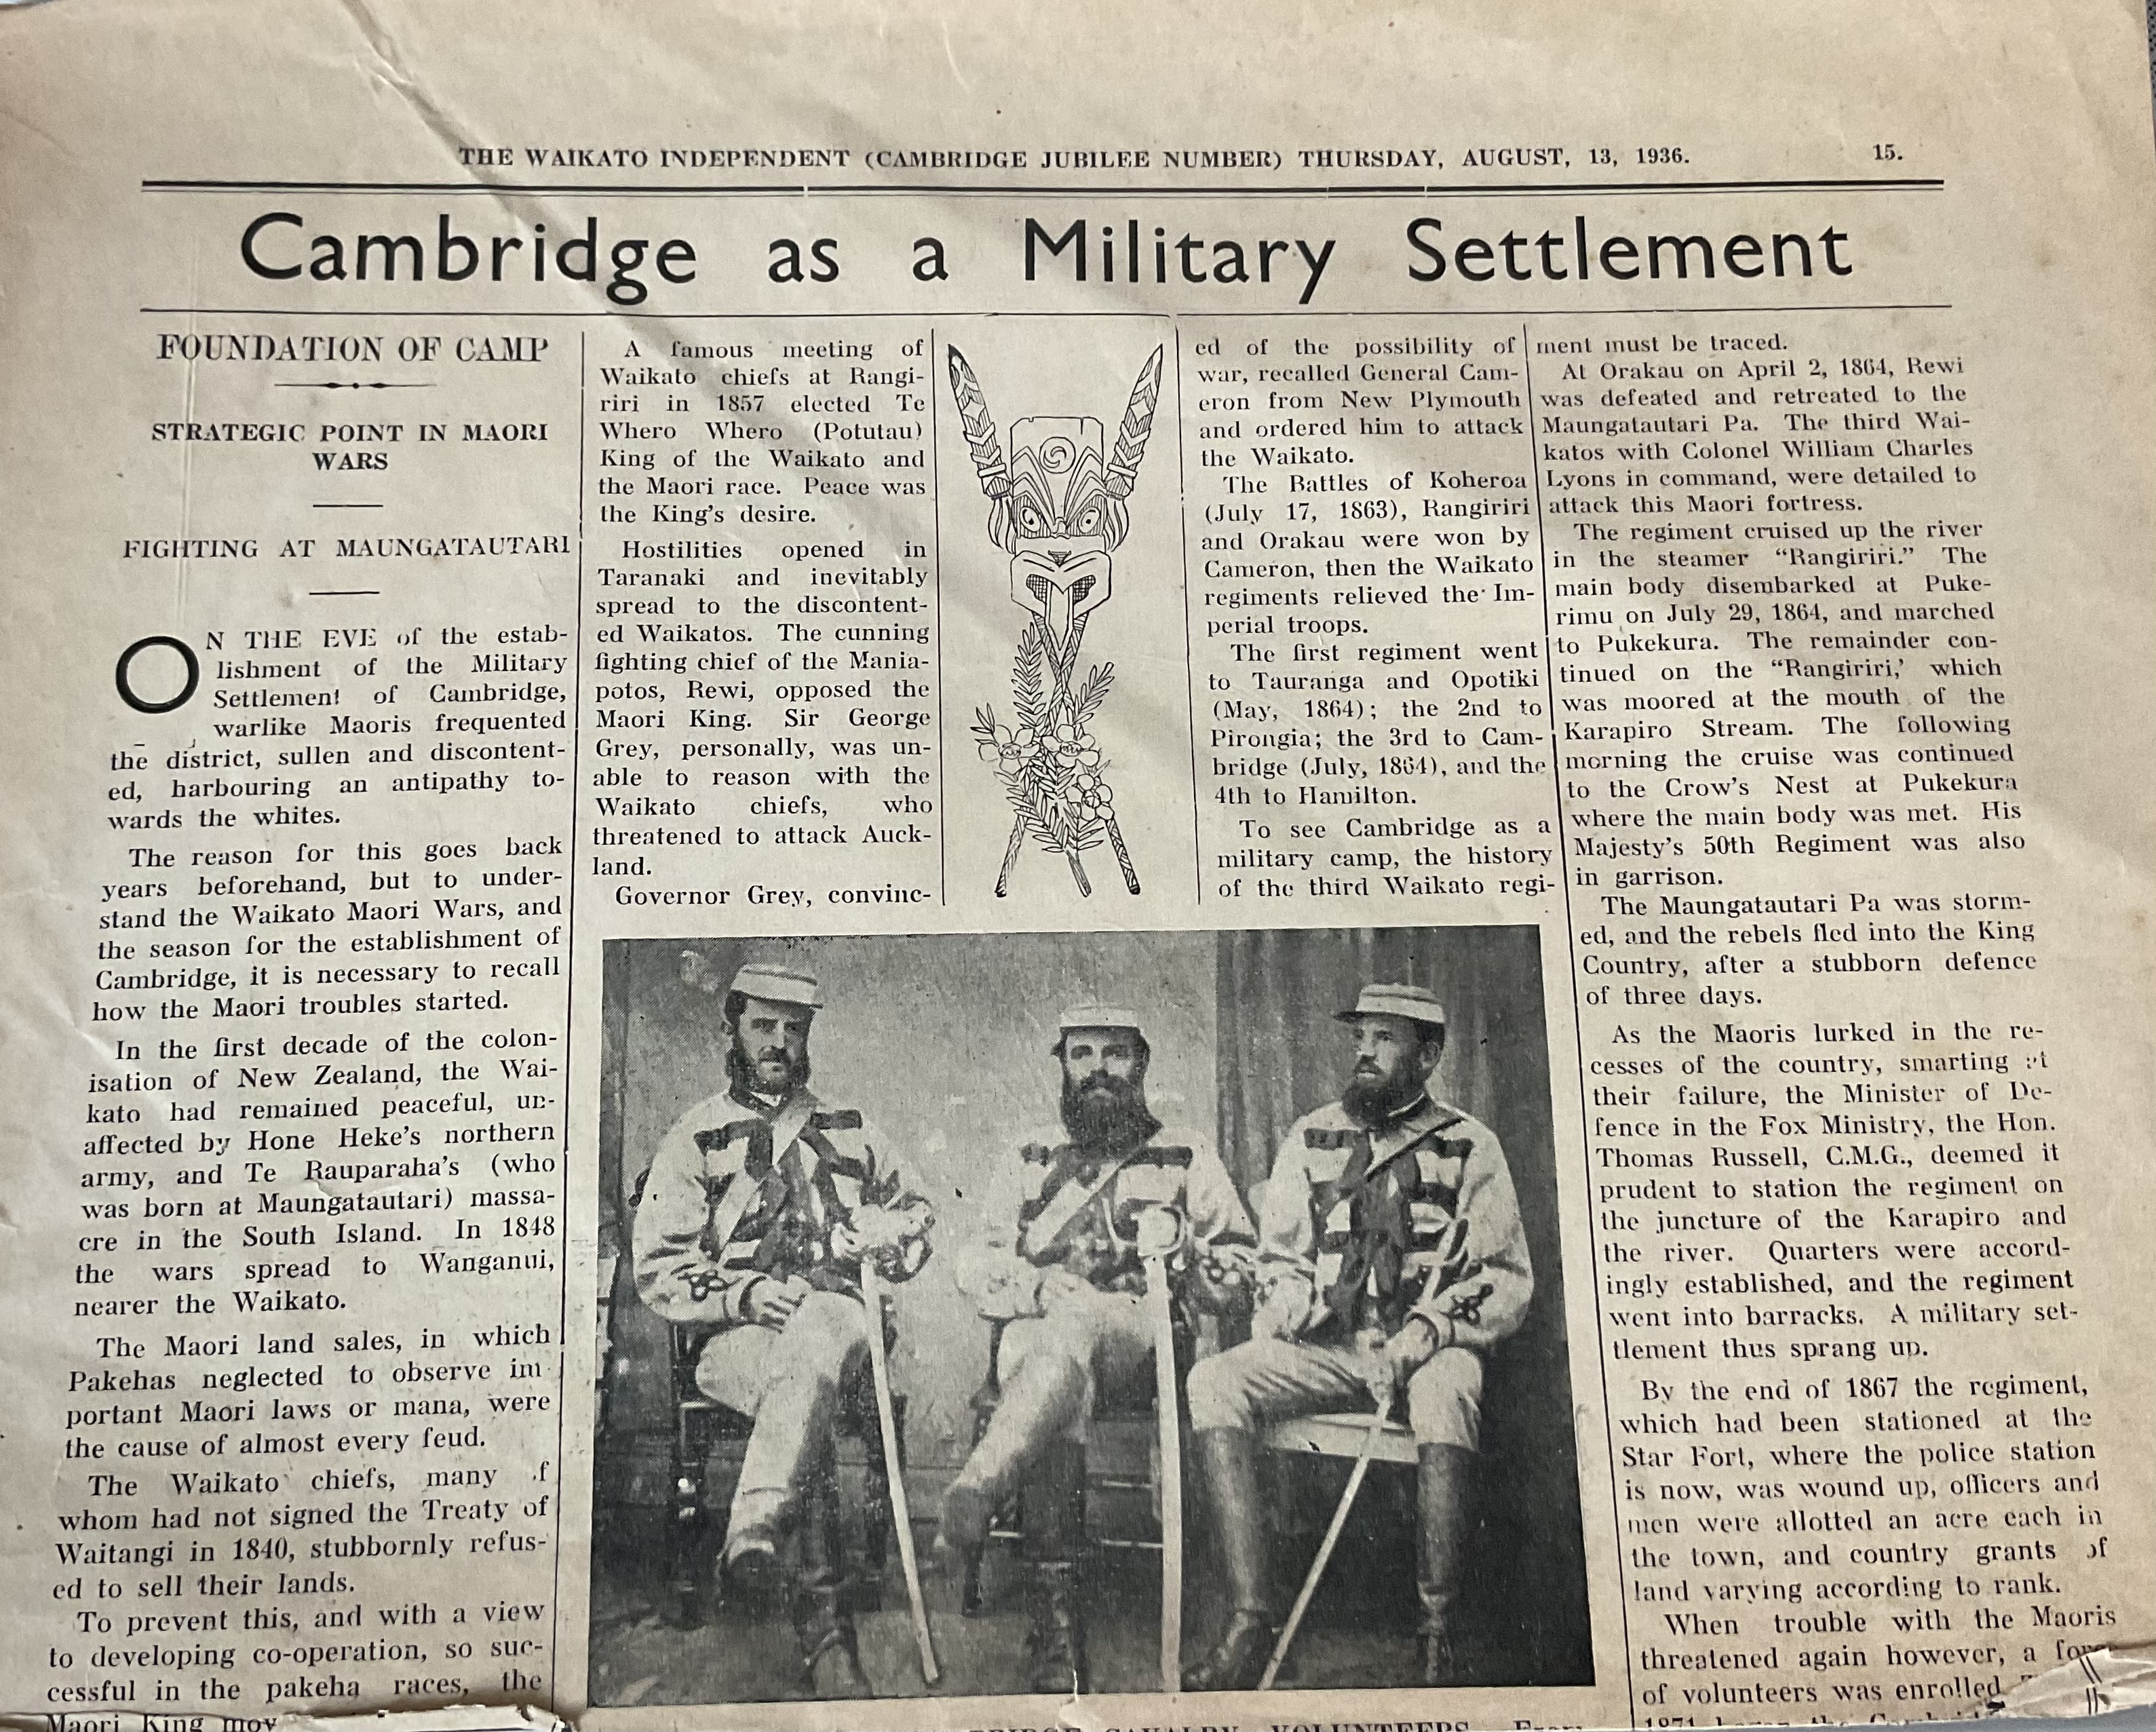 THE WAIKATO INDEPENDENT (CAMBRIDGE JUBILEE NUMBER) THURSDAY, AUGUST, 13, 1936.
15.
Cambridge as a Military Settlement
FOUNDATION OF CAMP
STRATEGIC POINT IN MAORI
WARS
FIGHTING AT MAUNGATAUTARI
ON THE EVE of the estab-
lishment of the Military
Settlement of Cambridge,
warlike Maoris frequented
the district, sullen and discontent-
ed, harbouring an antipathy to-
wards the whites.
The reason for this goes back
years beforehand, but to under-
stand the Waikato Maori Wars, and
the season for the establishment of
Cambridge, it is necessary to recall
how the Maori troubles started.
In the first decade of the colon-
isation of New Zealand, the Wai-
kato had remained peaceful, un-
affected by Hone Heke's northern
army, and Te Rauparaha's (who
was born at Maungatautari) massa-
cre in the South Island. In 1848
the wars spread to Wanganui,
nearer the Waikato.
The Maori land sales, in which
Pakehas neglected to observe im-
portant Maori laws or mana, were
the cause of almost every feud.
The Waikato chiefs, many of
whom had not signed the Treaty of
Waitangi in 1840, stubbornly refus-
ed to sell their lands.
To prevent this, and with a view
to developing co-operation, so suc-
cessful in the pakeha races, the
Maori King mov
A famous meeting of
Waikato chiefs at Rangi-
riri in 1857 elected Te
Whero Whero (Potutau)
King of the Waikato and
the Maori race. Peace was
the King's desire.
Hostilities opened in
Taranaki and inevitably
spread to the discontent-
ed Waikatos. The cunning
fighting chief of the Mania-
potos, Rewi, opposed the
Maori King. Sir George
Grey, personally, was un-
able to reason with the
Waikato chiefs, who
threatened to attack Auck-
land.
Governor Grey, convinc-
ed of the possibility of
war, recalled General Cam-
eron from New Plymouth
and ordered him to attack
the Waikato.
The Battles of Koheroa
(July 17, 1863), Rangiriri
and Orakau were won by
Cameron, then the Waikato
regiments relieved the Im-
perial troops.
The first regiment went
to Tauranga and Opotiki
(May, 1864); the 2nd to
Pirongia; the 3rd to Cam-
bridge (July, 1864), and the
4th to Hamilton.
To see Cambridge as a
military camp, the history
of the third Waikato regi-
ment must be traced.
At Orakau on April 2, 1864, Rewi
was defeated and retreated to the
Maungatautari Pa. The third Wai-
katos with Colonel William Charles
Lyons in command, were detailed to
attack this Maori fortress.
The regiment cruised up the river
in the steamer "Rangiriri." The
main body disembarked at Puke-
rimu on July 29, 1864, and marched
to Pukekura. The remainder con-
tinued on the "Rangiriri,' which
was moored at the mouth of the
Karapiro Stream. The following
morning the cruise was continued
to the Crow's Nest at Pukekura
where the main body was met. His
Majesty's 50th Regiment was also
in garrison.
The Maungatautari Pa was storm-
ed, and the rebels fled into the King
Country, after a stubborn defence
of three days.
As the Maoris lurked in the re-
cesses of the country, smarting at
their failure, the Minister of De-
fence in the Fox Ministry, the Hon.
Thomas Russell, C.M.G., deemed it
prudent to station the regiment on
the juncture of the Karapiro and
the river. Quarters were accord-
ingly established, and the regiment
went into barracks. A military set-
tlement thus sprang up.
By the end of 1867 the regiment,
which had been stationed at the
Star Fort, where the police station
is now, was wound up, officers and
men were allotted an acre each in
the town, and country grants of
land varying according to rank.
When trouble with the Maoris
threatened again however, a force
of volunteers was enrolled
CAVALRY VOLUNTEERS